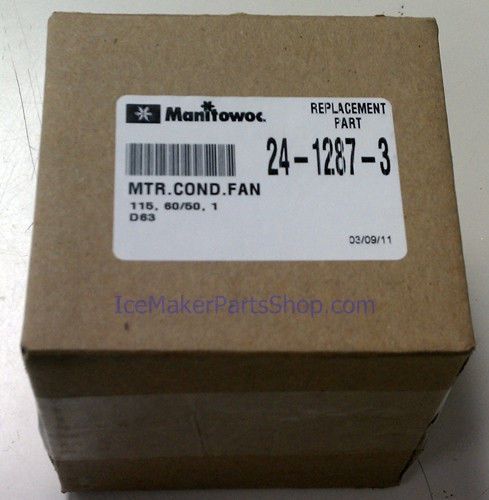 Manitowoc.
REPLACEMENT
PART
24-1287-3
MTR.COND.FAN
115, 60/50, 1
D63
03/09/11
IceMakerPartsShop.com